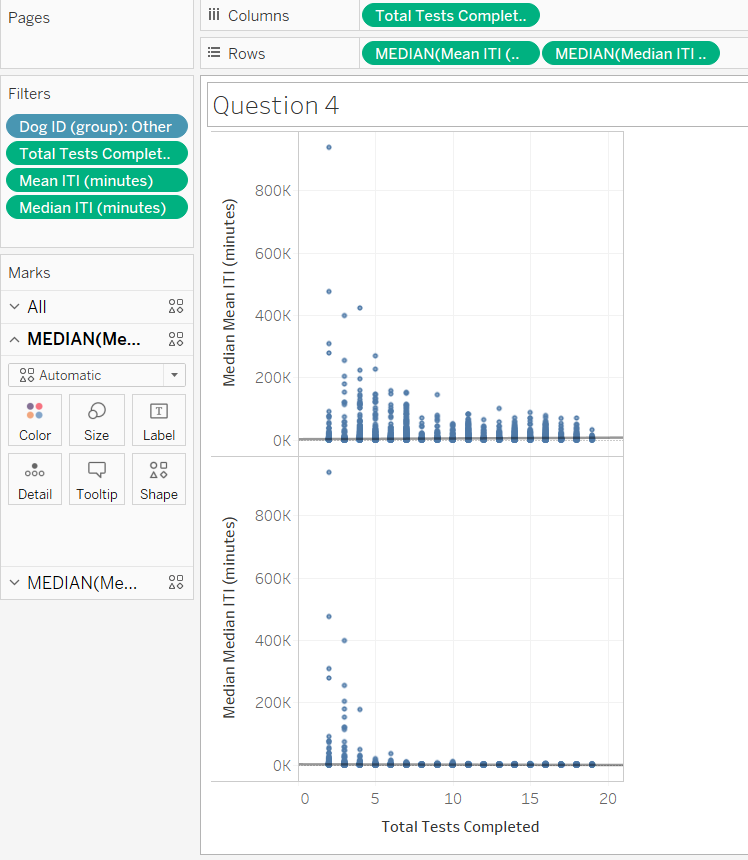 Pages
Columns
Total Tests Complet..
Rows
MEDIAN(Mean ITI (..
MEDIAN(Median ITI ..
Filters
Dog ID (group): Other
Total Tests Complet..
Mean ITI (minutes)
Median ITI (minutes)
Marks
All
MEDIAN(Me...
Automatic
Color
Size
Label
Detail
Tooltip
Shape
MEDIAN(Me...
Question 4
Median Mean ITI (minutes)
800K
600K
400K
200K
0K
Median Median ITI (minutes)
800K
600K
400K
200K
0K
0 5 10 15 20
Total Tests Completed